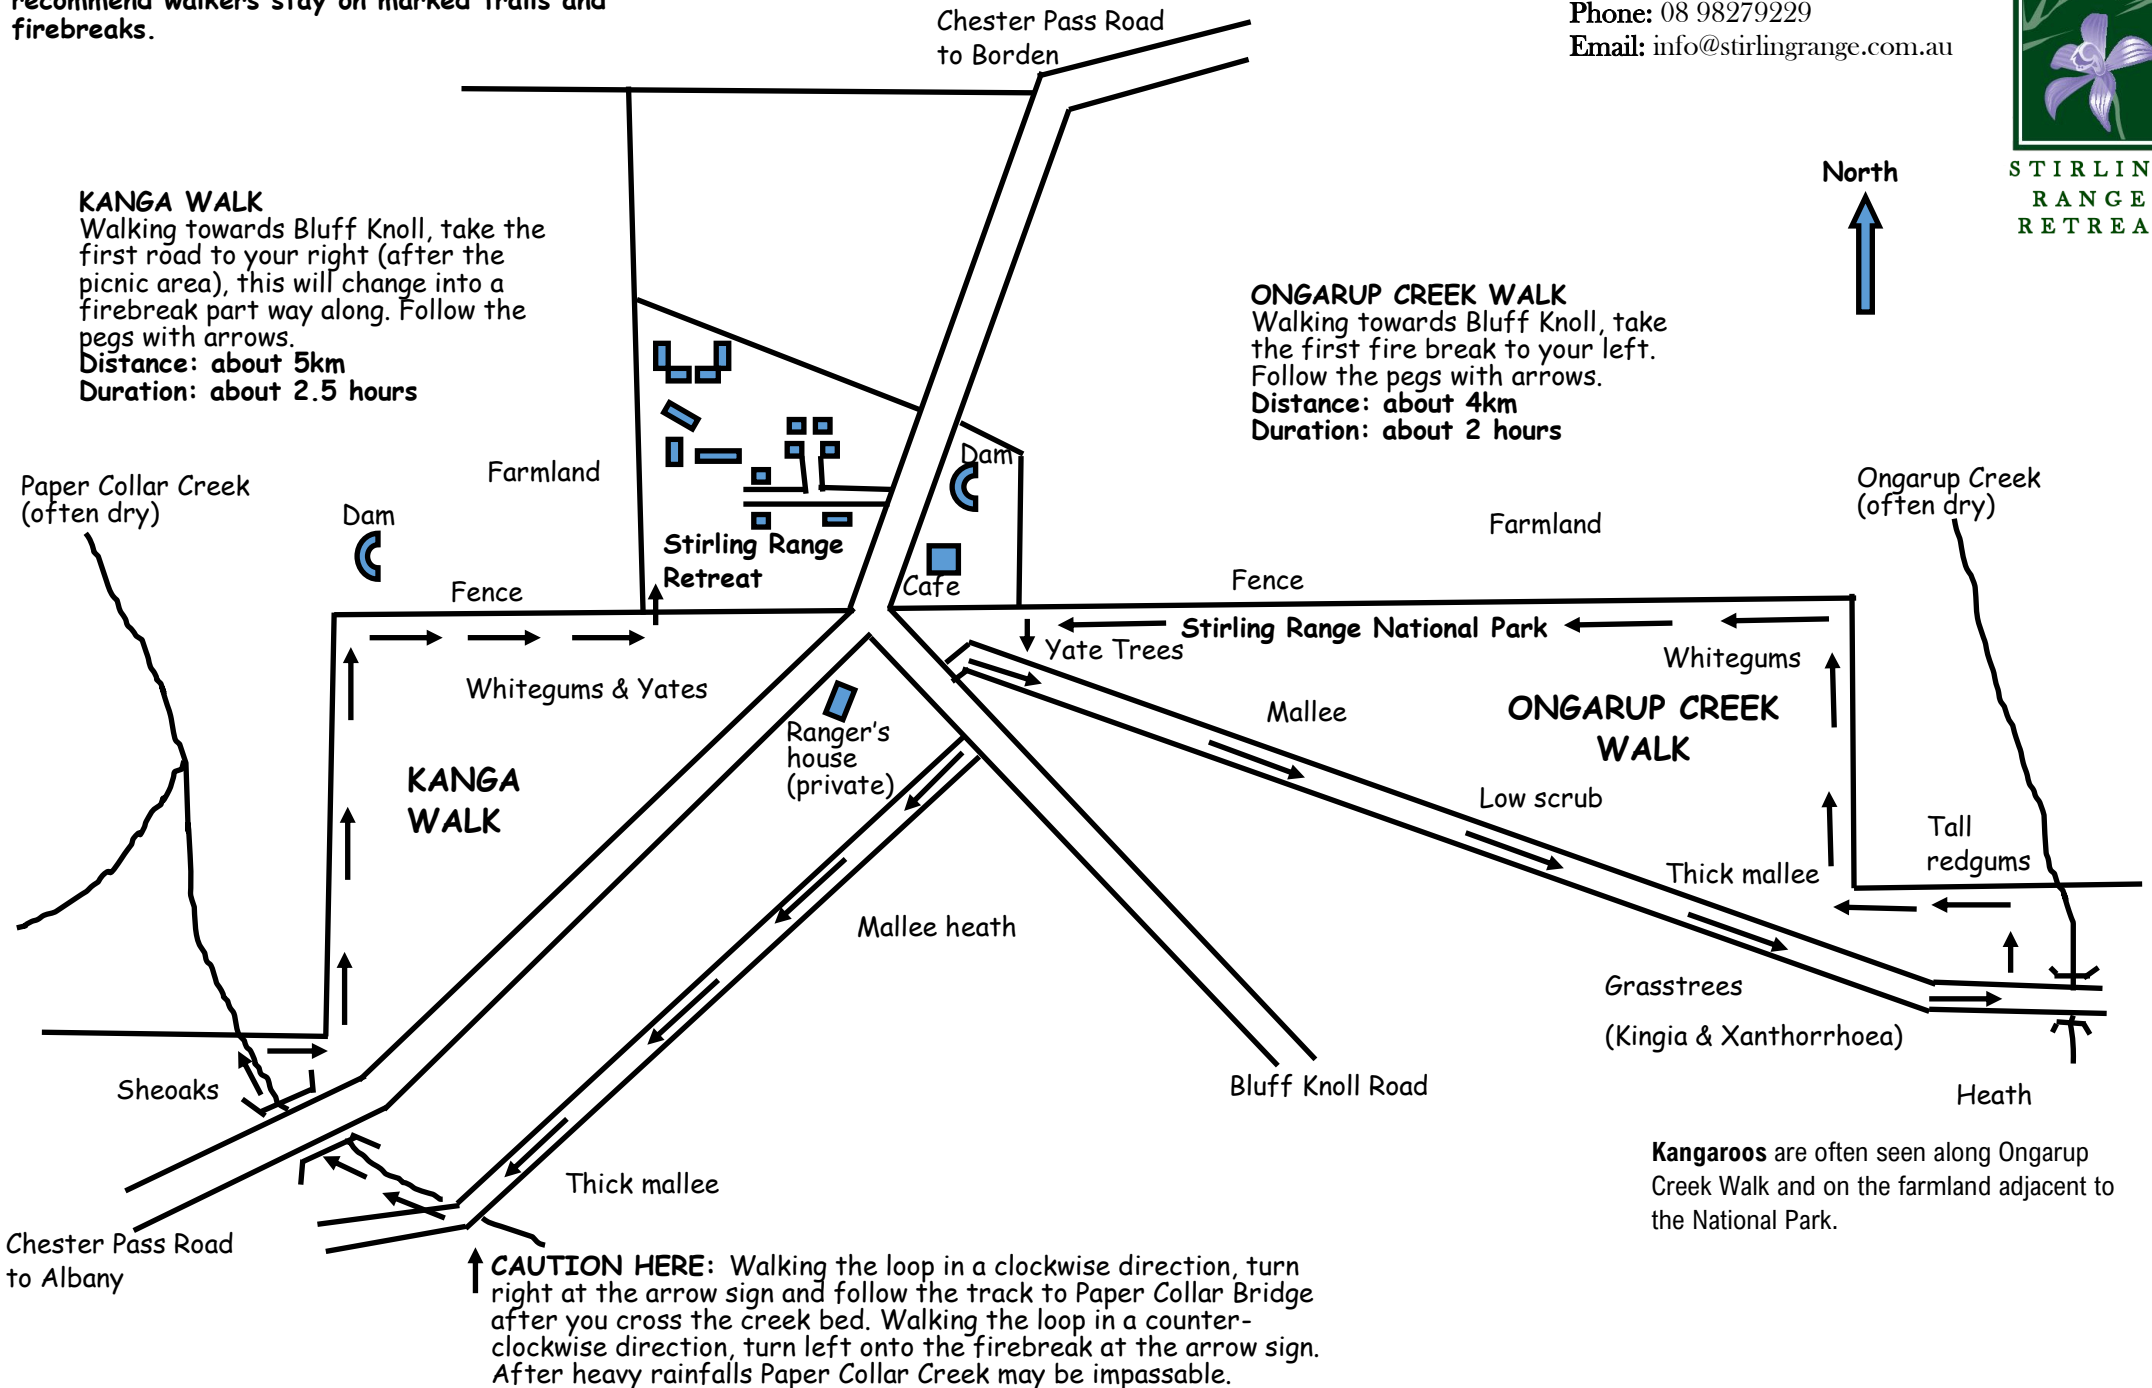 recommend walkers stay on marked trails and
firebreaks.
Chester Pass Road
to Borden
Phone: 08 98279229
Email: info@stirlingrange.com.au
STIRLIN
RANGE
RETREA
North
KANGA WALK
Walking towards Bluff Knoll, take the
first road to your right (after the
picnic area), this will change into a
firebreak part way along. Follow the
pegs with arrows.
Distance: about 5km
Duration: about 2.5 hours
ONGARUP CREEK WALK
Walking towards Bluff Knoll, take
the first fire break to your left.
Follow the pegs with arrows.
Distance: about 4km
Duration: about 2 hours
Paper Collar Creek
(often dry)
Farmland
Dam
Dam
Ongarup Creek
(often dry)
Farmland
Stirling Range
Retreat
Cafe
Fence
Fence
Stirling Range National Park
Yate Trees
Whitegums
Whitegums & Yates
Mallee
ONGARUP CREEK
WALK
Ranger's
house
(private)
KANGA
WALK
Low scrub
Tall
redgums
Thick mallee
Mallee heath
Grasstrees
(Kingia & Xanthorrhoea)
Sheoaks
Bluff Knoll Road
Heath
Kangaroos are often seen along Ongarup
Creek Walk and on the farmland adjacent to
the National Park.
Thick mallee
Chester Pass Road
to Albany
CAUTION HERE: Walking the loop in a clockwise direction, turn
right at the arrow sign and follow the track to Paper Collar Bridge
after you cross the creek bed. Walking the loop in a counter-
clockwise direction, turn left onto the firebreak at the arrow sign.
After heavy rainfalls Paper Collar Creek may be impassable.